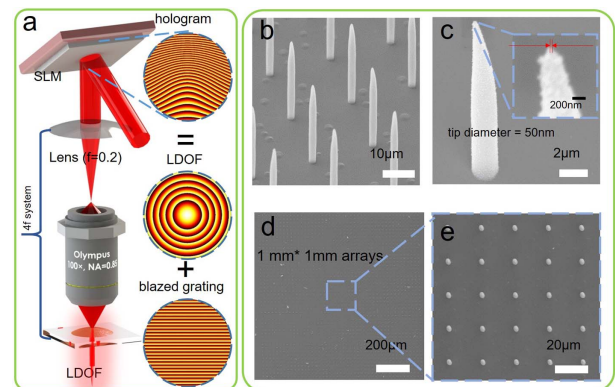 a
hologram
SLM
=
Lens (f=0.2)
LDOF
4f system
Olympus
100×, NA=0.85
+
blazed grating
LDOF
b
10μm
c
200nm
tip diameter = 50nm
2μm
d
1 mm* 1mm arrays
200μm
e
20μm